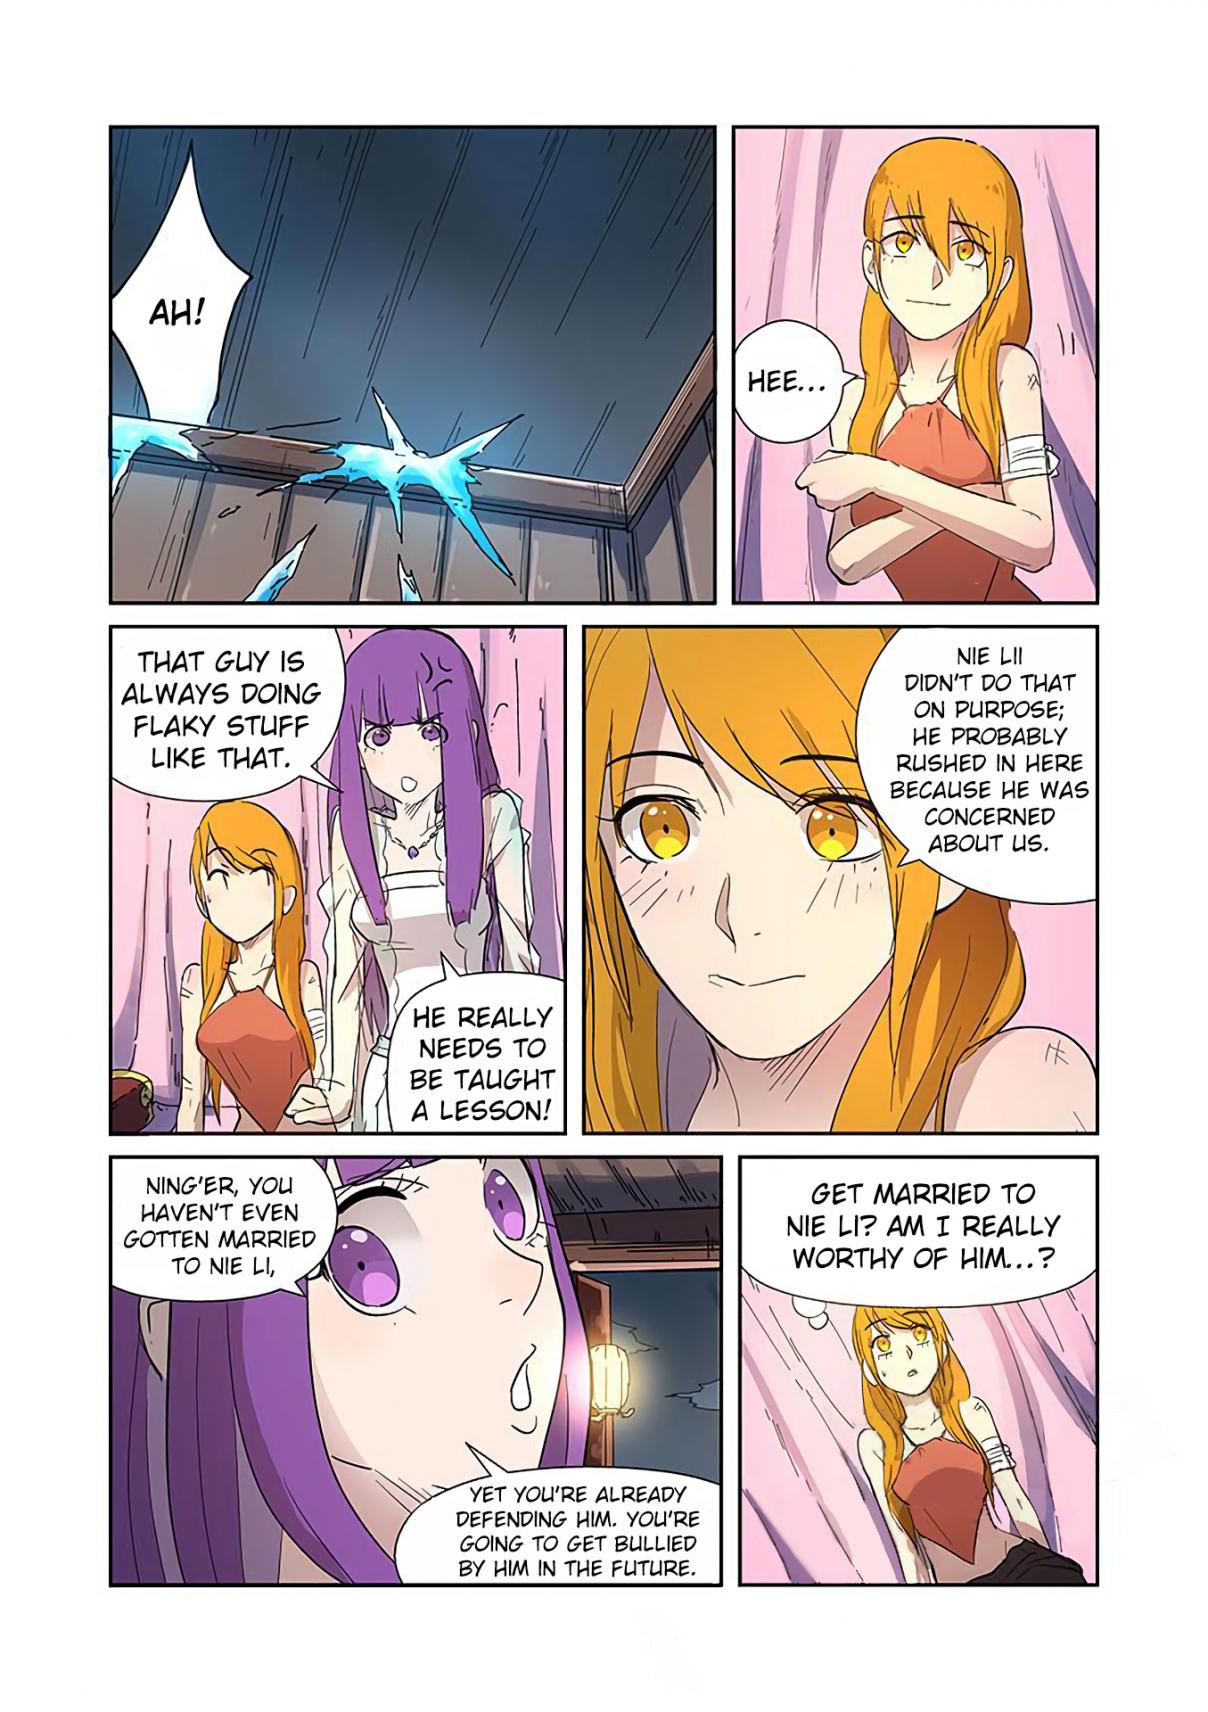 AH!
HEE...
THAT GUY IS
ALWAYS DOING
FLAKY STUFF
LIKE THAT.
HE REALLY
NEEDS TO
BE TAUGHT
A LESSON!
NIE LII
DIDN'T DO THAT
ON PURPOSE;
HE PROBABLY
RUSHED IN HERE
BECAUSE HE WAS
CONCERNED
ABOUT US.
NING'ER, YOU
HAVEN'T EVEN
GOTTEN MARRIED
TO NIE LI,
YET YOU'RE ALREADY
DEFENDING HIM. YOU'RE
GOING TO GET BULLIED
BY HIM IN THE FUTURE.
GET MARRIED TO
NIE LI? AM I REALLY
WORTHY OF HIM...?